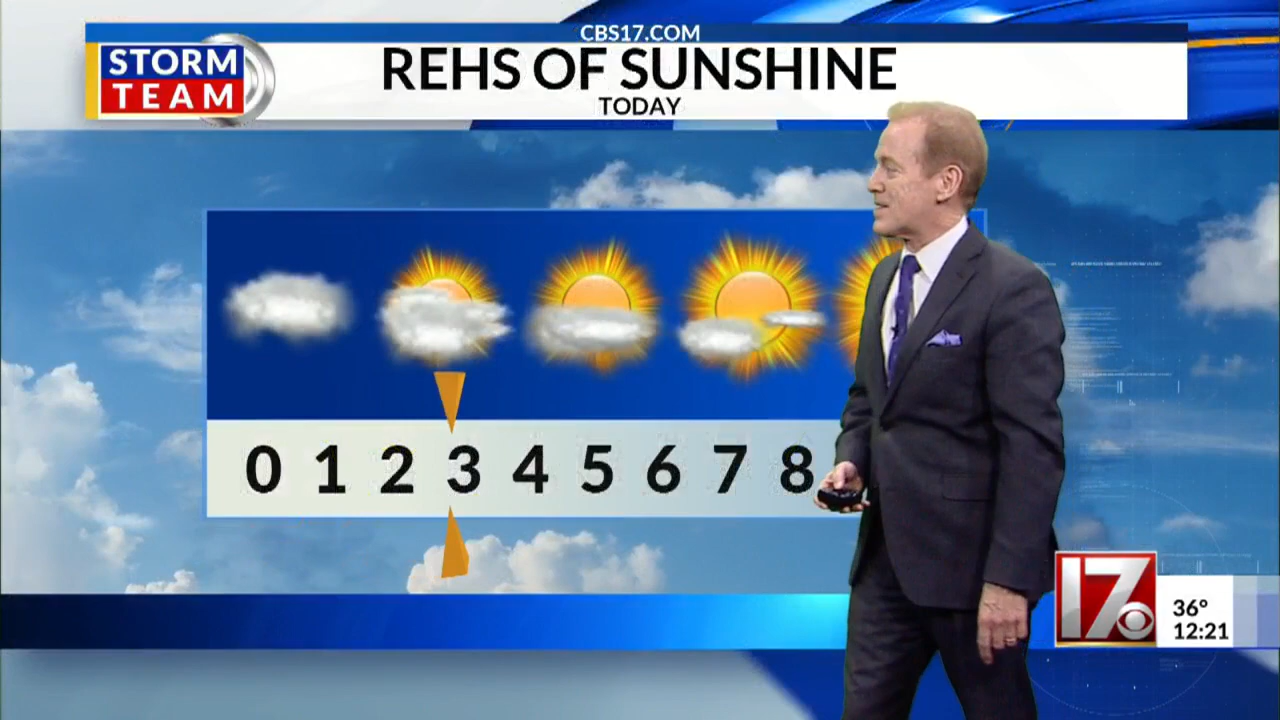 CBS17.COM
STORM
TEAM
REHS OF SUNSHINE
TODAY
0 1 2 3 4 5 6 7 8
17
36°
12:21